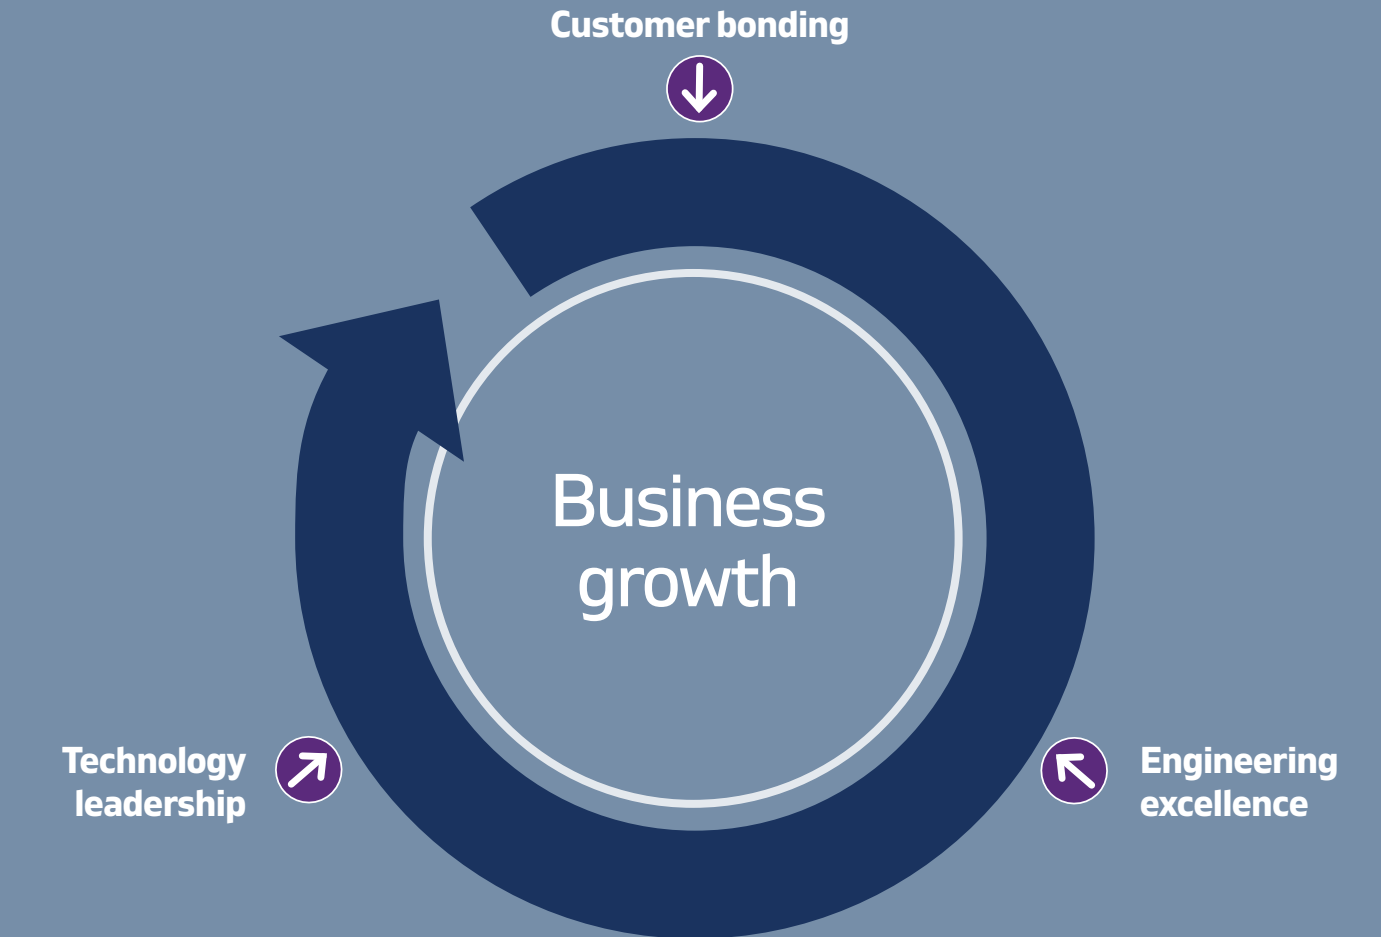 Customer bonding
Business
growth
Technology
leadership
Engineering
excellence